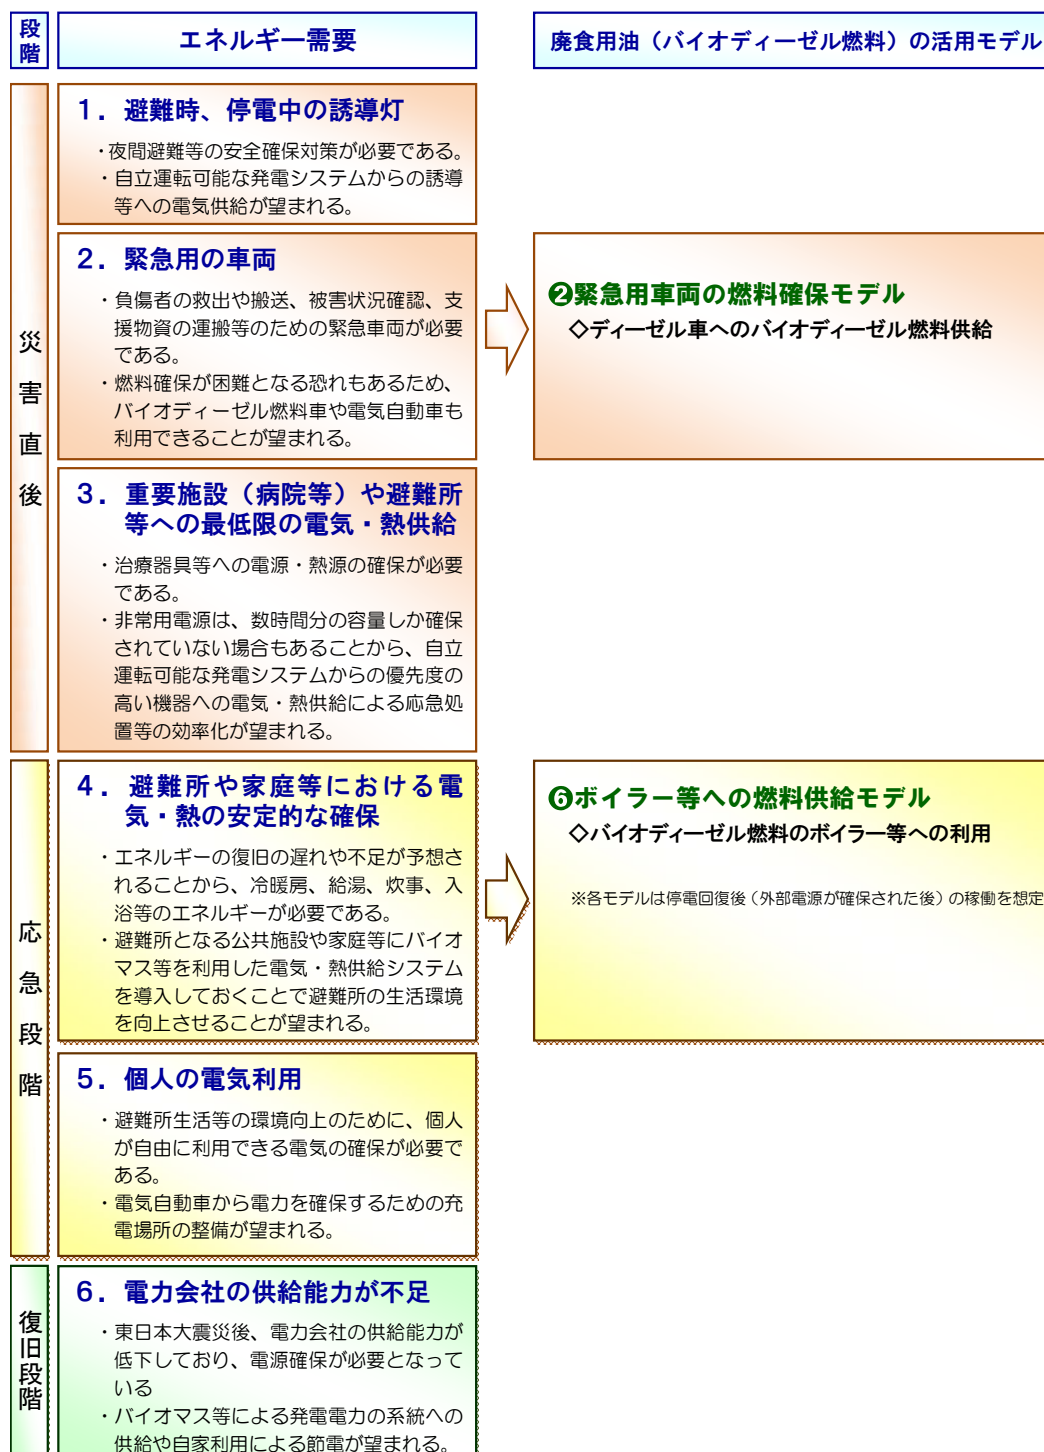 段階
エネルギー需要
廃食用油（バイオディーゼル燃料）の活用モデル
災害直後
１．避難時、停電中の誘導灯
・夜間避難等の安全確保対策が必要である。
・自立運転可能な発電システムからの誘導
等への電気供給が望まれる。
２．緊急用の車両
・負傷者の救出や搬送、被害状況確認、支
援物資の運搬等のための緊急車両が必要
である。
・燃料確保が困難となる恐れもあるため、
バイオディーゼル燃料車や電気自動車も
利用できることが望まれる。
❷緊急用車両の燃料確保モデル
◇ディーゼル車へのバイオディーゼル燃料供給
３．重要施設（病院等）や避難所
等への最低限の電気・熱供給
・治療器具等への電源・熱源の確保が必要
である。
・非常用電源は、数時間分の容量しか確保
されていない場合もあることから、自立
運転可能な発電システムからの優先度の
高い機器への電気・熱供給による応急処
置等の効率化が望まれる。
応急段階
４．避難所や家庭等における電
気・熱の安定的な確保
・エネルギーの復旧の遅れや不足が予想さ
れることから、冷暖房、給湯、炊事、入
浴等のエネルギーが必要である。
・避難所となる公共施設や家庭等にバイオ
マス等を利用した電気・熱供給システム
を導入しておくことで避難所の生活環境
を向上させることが望まれる。
❻ボイラー等への燃料供給モデル
◇バイオディーゼル燃料のボイラー等への利用
※各モデルは停電回復後（外部電源が確保された後）の稼働を想定
５．個人の電気利用
・避難所生活等の環境向上のために、個人
が自由に利用できる電気の確保が必要で
ある。
・電気自動車から電力を確保するための充
電場所の整備が望まれる。
復旧段階
６．電力会社の供給能力が不足
・東日本大震災後、電力会社の供給能力が
低下しており、電源確保が必要となって
いる
・バイオマス等による発電電力の系統への
供給や自家利用による節電が望まれる。